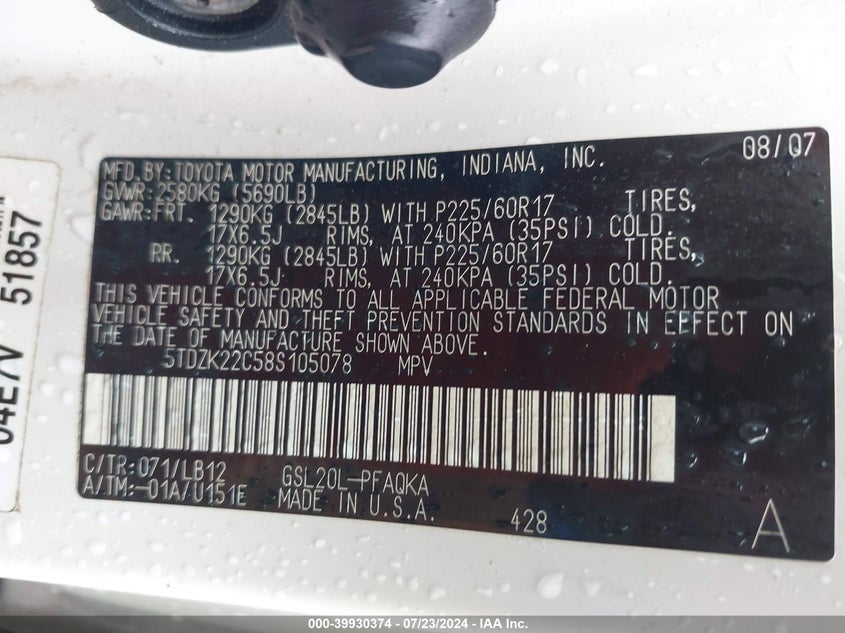 MFD.BY:TOYOTA MOTOR MANUFACTURING, INDIANA, INC. 08/07
GVWR:2580KG (5690LB)
GAWR:FRT. 1290KG (2845LB) WITH P225/60R17 TIRES,
17X6.5J RIMS, AT 240KPA (35PSI) COLD.
RR. 1290KG (2845LB) WITH P225/60R17 TIRES,
17X6.5J RIMS, AT 240KPA (35PSI) COLD.
THIS VEHICLE CONFORMS TO ALL APPLICABLE FEDERAL MOTOR
VEHICLE SAFETY AND THEFT PREVENTION STANDARDS IN EFFECT ON
THE DATE OF MANUFACTURE SHOWN ABOVE.
5TDZK22C58S105078 MPV
C/TR:071/LB12 GSL20L-PFAQKA
A/TM:-01A/U151E MADE IN U.S.A. 428 A
04E7V 51857
000-39930374 - 07/23/2024 - IAA Inc.